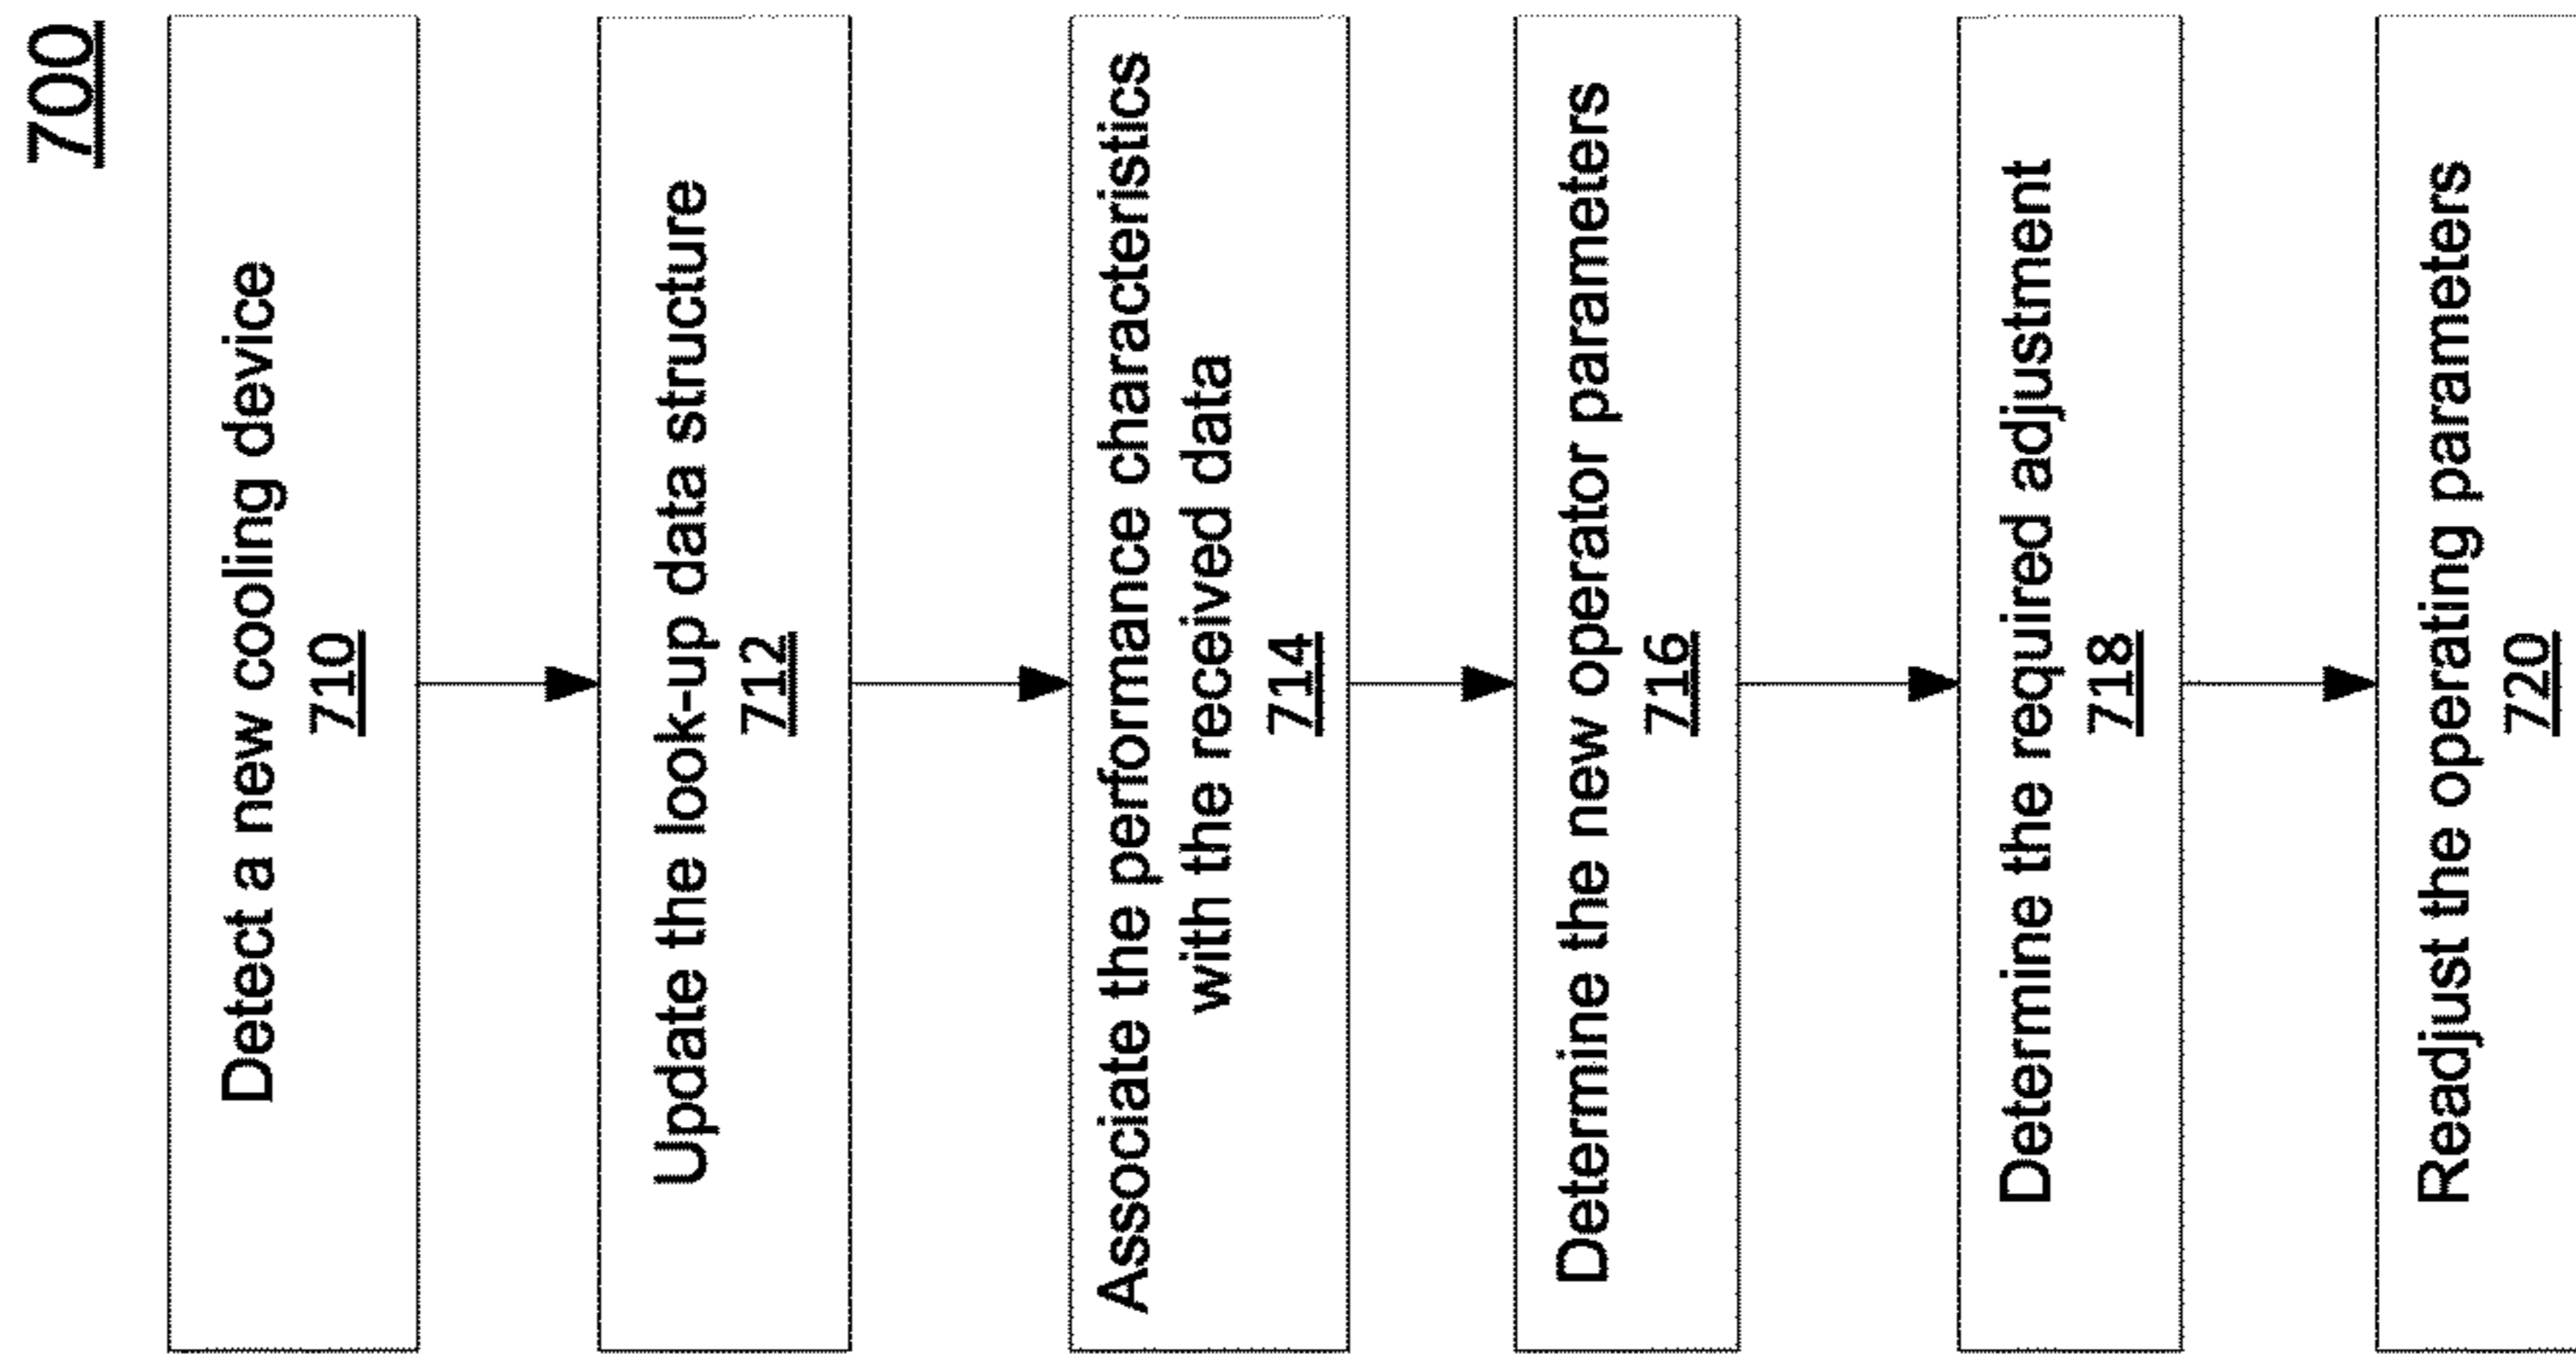 700
Detect a new cooling device
710
Update the look-up data structure
712
Associate the performance characteristics
with the received data
714
Determine the new operator parameters
716
Determine the required adjustment
718
Readjust the operating parameters
720